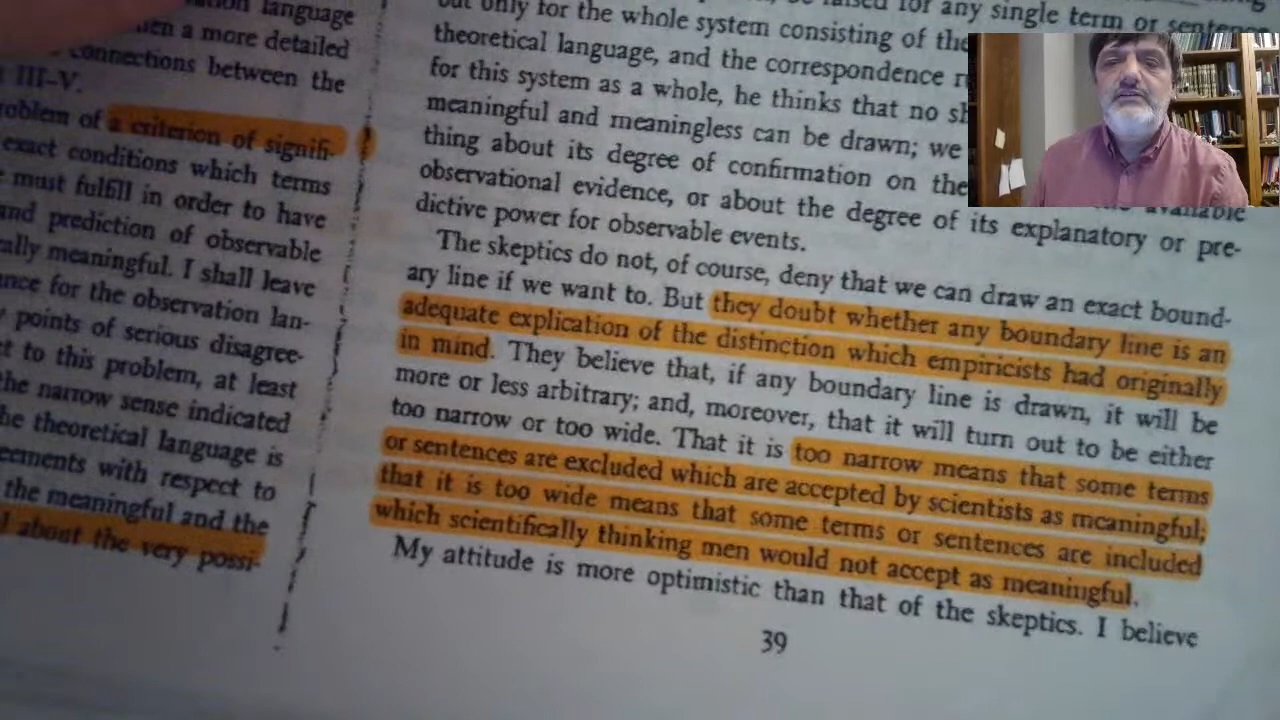 language
a more detailed
connections between the
III-V.
of a criterion of signifi-
exact conditions which terms
must fulfill in order to have
and prediction of observable
meaningful. I shall leave
for the observation lan-
points of serious disagree-
to this problem, at least
the narrow sense indicated
theoretical language is
with respect to
the meaningful and the
about the very possi-
but only for the whole system consisting of the
for any single term or sentence
theoretical language, and the correspondence
for this system as a whole, he thinks that no
meaningful and meaningless can be drawn; we
thing about its degree of confirmation on the available
observational evidence, or about the degree of its explanatory or pre-
dictive power for observable events.
The skeptics do not, of course, deny that we can draw an exact bound-
ary line if we want to. But they doubt whether any boundary line is an
adequate explication of the distinction which empiricists had originally
in mind. They believe that, if any boundary line is drawn, it will be
more or less arbitrary; and, moreover, that it will turn out to be either
too narrow or too wide. That it is too narrow means that some terms
or sentences are excluded which are accepted by scientists as meaningful;
that it is too wide means that some terms or sentences are included
which scientifically thinking men would not accept as meaningful.
My attitude is more optimistic than that of the skeptics. I believe
39